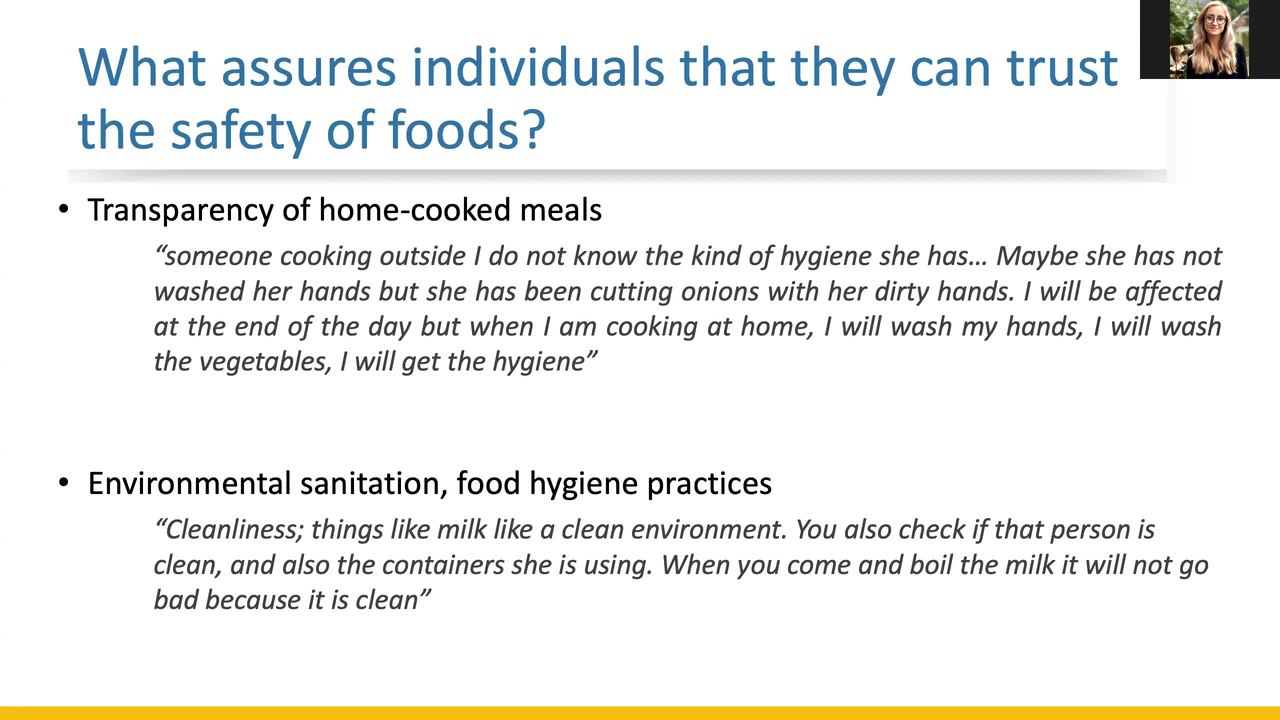 What assures individuals that they can trust
the safety of foods?
• Transparency of home-cooked meals
“someone cooking outside I do not know the kind of hygiene she has… Maybe she has not
washed her hands but she has been cutting onions with her dirty hands. I will be affected
at the end of the day but when I am cooking at home, I will wash my hands, I will wash
the vegetables, I will get the hygiene”
• Environmental sanitation, food hygiene practices
“Cleanliness; things like milk like a clean environment. You also check if that person is
clean, and also the containers she is using. When you come and boil the milk it will not go
bad because it is clean”